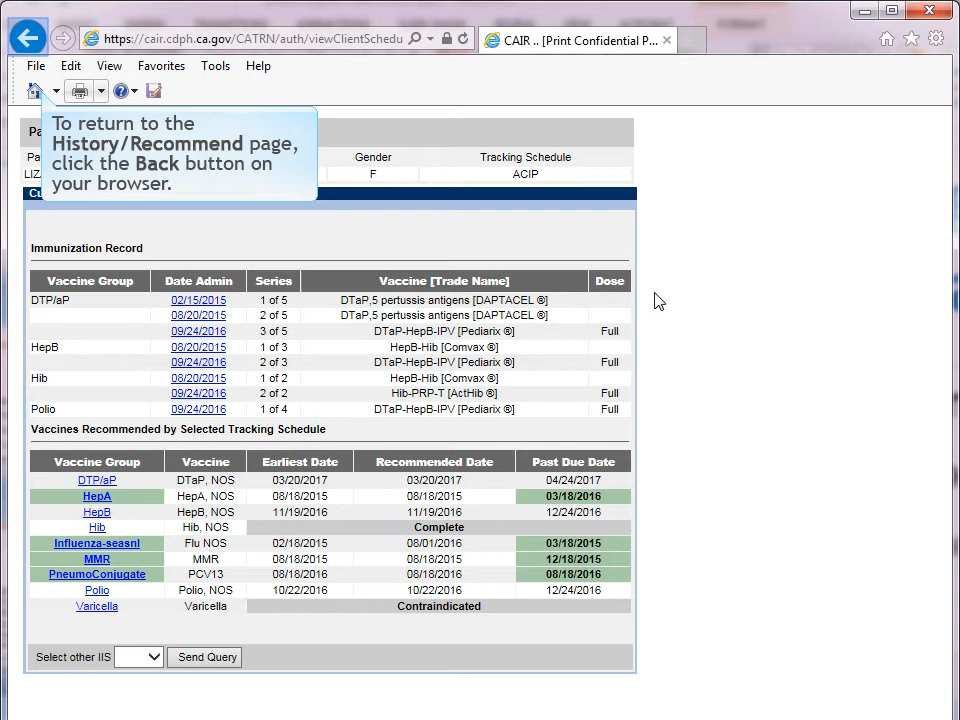 https://cair.cdph.ca.gov/CATRN/auth/viewClientSchedu
CAIR .. [Print Confidential P...
File Edit View Favorites Tools Help
To return to the
History/Recommend page,
click the Back button on
your browser.
Gender Tracking Schedule
F ACIP
Immunization Record
Vaccine Group Date Admin Series Vaccine [Trade Name] Dose
DTP/aP 02/15/2015 1 of 5 DTaP,5 pertussis antigens [DAPTACEL ®]
08/20/2015 2 of 5 DTaP,5 pertussis antigens [DAPTACEL ®]
09/24/2016 3 of 5 DTaP-HepB-IPV [Pediarix ®] Full
HepB 08/20/2015 1 of 3 HepB-Hib [Comvax ®]
09/24/2016 2 of 3 DTaP-HepB-IPV [Pediarix ®] Full
Hib 08/20/2015 1 of 2 HepB-Hib [Comvax ®]
09/24/2016 2 of 2 Hib-PRP-T [ActHib ®] Full
Polio 09/24/2016 1 of 4 DTaP-HepB-IPV [Pediarix ®] Full
Vaccines Recommended by Selected Tracking Schedule
Vaccine Group Vaccine Earliest Date Recommended Date Past Due Date
DTP/aP DTaP, NOS 03/20/2017 03/20/2017 04/24/2017
HepA HepA, NOS 08/18/2015 08/18/2015 03/18/2016
HepB HepB, NOS 11/19/2016 11/19/2016 12/24/2016
Hib Hib, NOS Complete
Influenza-seasnl Flu NOS 02/18/2015 08/01/2016 03/18/2015
MMR MMR 08/18/2015 08/18/2015 12/18/2015
PneumoConjugate PCV13 08/18/2016 08/18/2016 08/18/2016
Polio Polio, NOS 10/22/2016 10/22/2016 12/24/2016
Varicella Varicella Contraindicated
Select other IIS Send Query